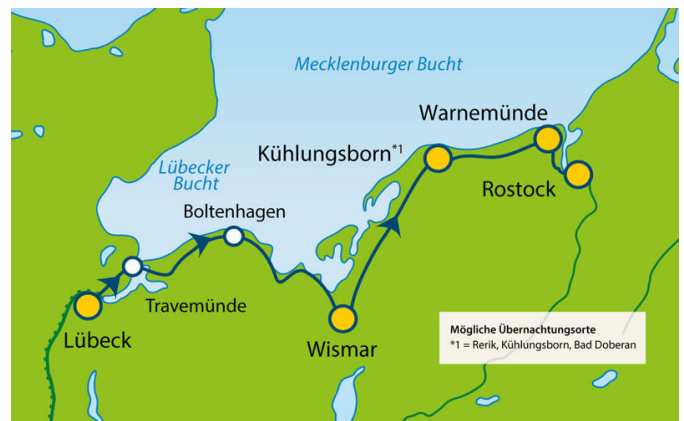 Mecklenburger Bucht
Warnemünde
Kühlungsborn*1
Lübecker
Bucht
Rostock
Boltenhagen
Travemünde
Lübeck
Wismar
Mögliche Übernachtungsorte
*1 = Rerik, Kühlungsborn, Bad Doberan